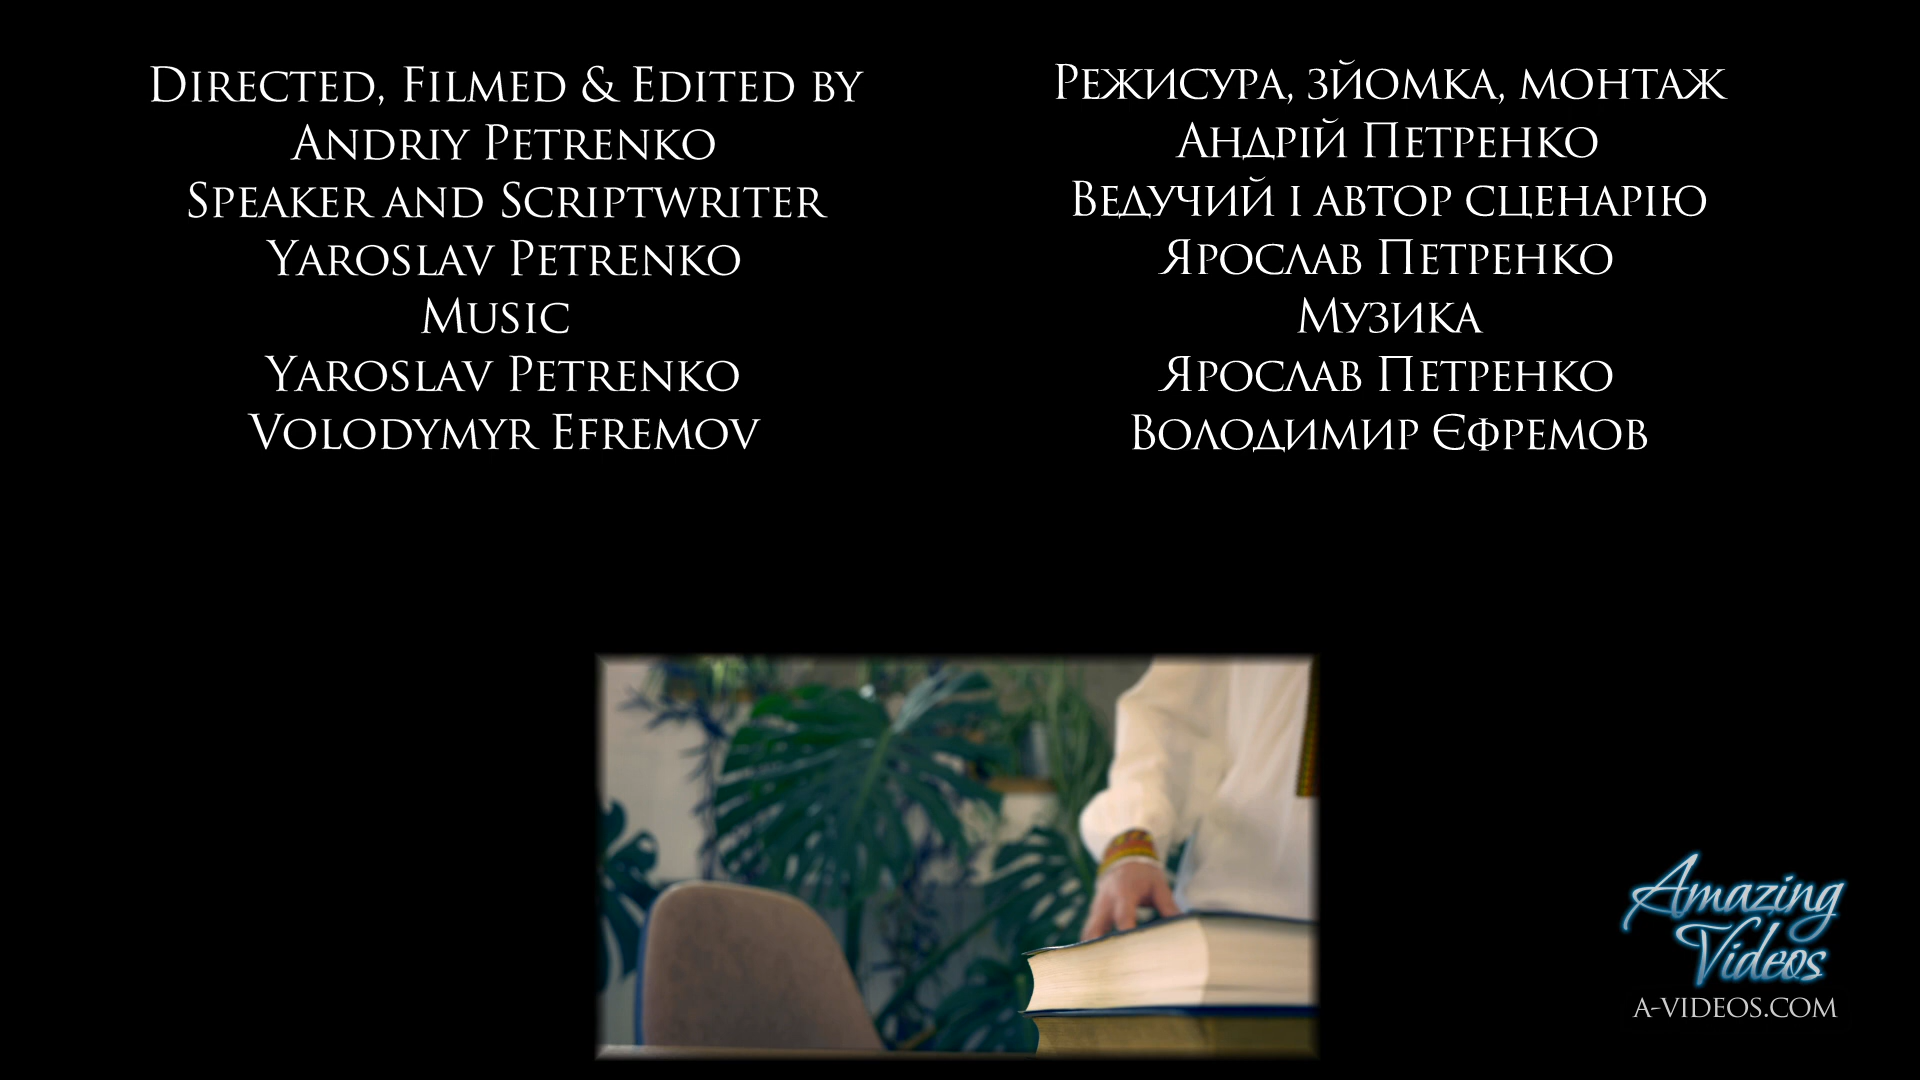 Directed, Filmed & Edited by
Andriy Petrenko
Speaker and Scriptwriter
Yaroslav Petrenko
Music
Yaroslav Petrenko
Volodymyr Efremov
Режисура, зйомка, монтаж
Андрій Петренко
Ведучий і автор сценарію
Ярослав Петренко
Музика
Ярослав Петренко
Володимир Єфремов
Amazing
Videos
A-VIDEOS.COM